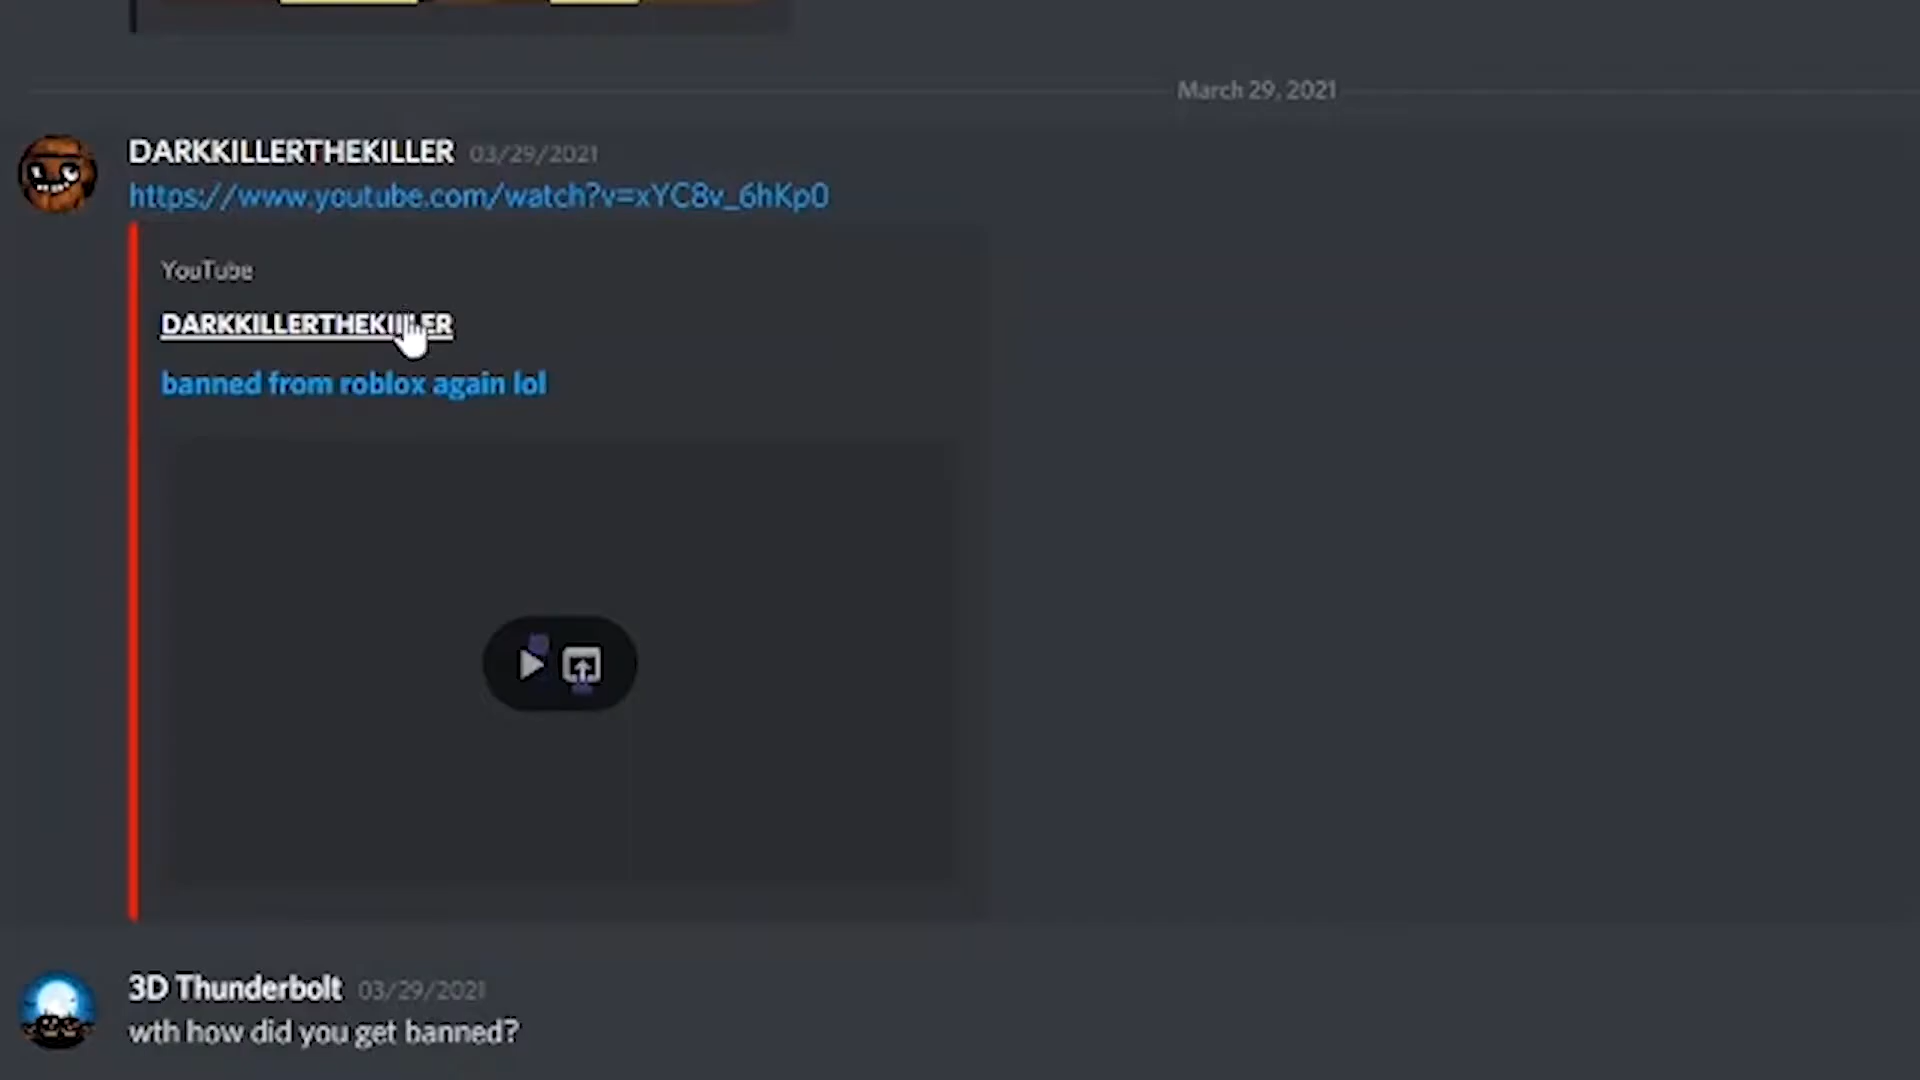 March 29, 2021
DARKKILLERTHEKILLER 03/29/2021
https://www.youtube.com/watch?v=xYC8v_6hKp0
YouTube
DARKKILLERTHEKILLER
banned from roblox again lol
3D Thunderbolt 03/29/2021
wth how did you get banned?